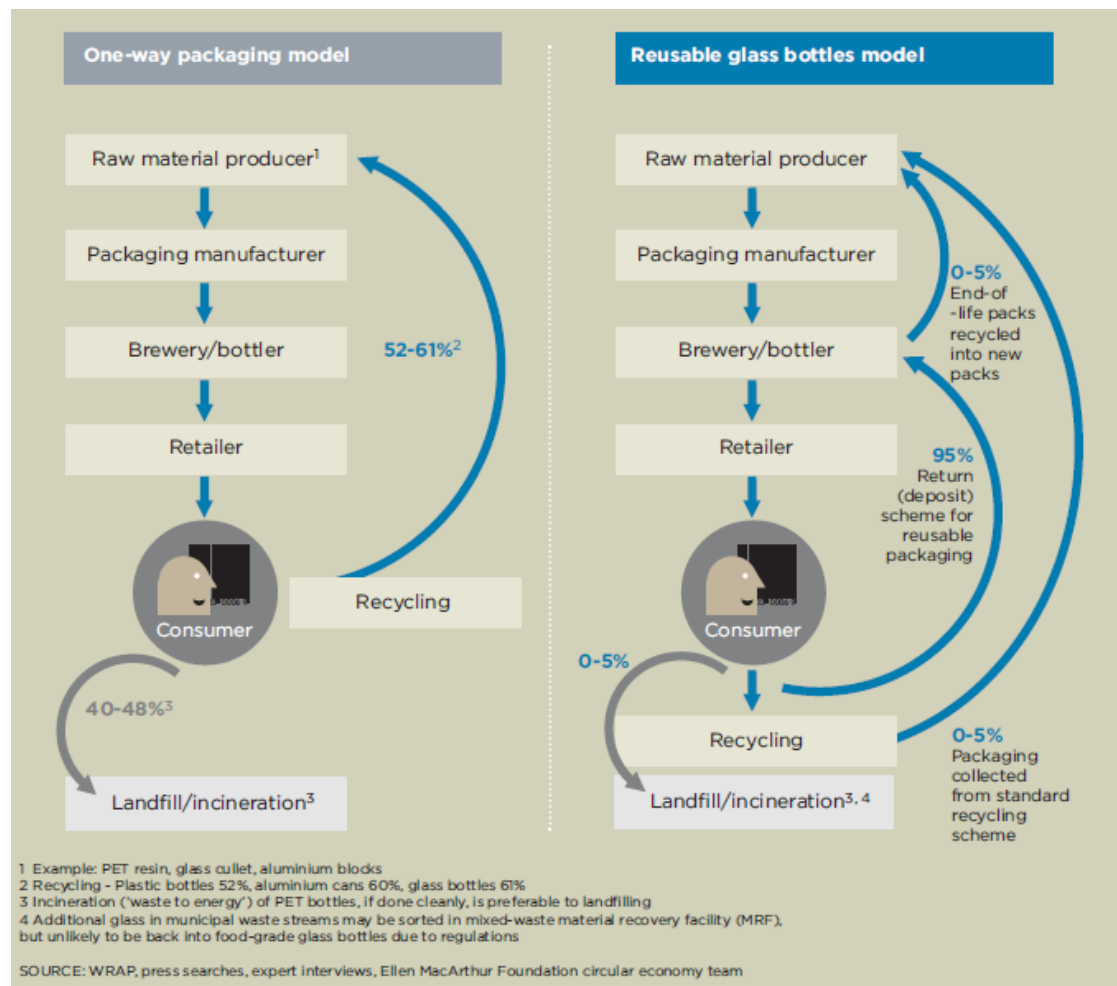 One-way packaging model
Raw material producer¹
Packaging manufacturer
Brewery/bottler
52-61%²
Retailer
Consumer
Recycling
40-48%³
Landfill/incineration³
Reusable glass bottles model
Raw material producer
Packaging manufacturer
0-5%
End-of
-life packs
recycled
into new
packs
Brewery/bottler
Retailer
95%
Return
(deposit)
scheme for
reusable
packaging
Consumer
0-5%
Recycling
0-5%
Packaging
collected
from standard
recycling
scheme
Landfill/incineration³,⁴
1 Example: PET resin, glass cullet, aluminium blocks
2 Recycling - Plastic bottles 52%, aluminium cans 60%, glass bottles 61%
3 Incineration (‘waste to energy’) of PET bottles, if done cleanly, is preferable to landfilling
4 Additional glass in municipal waste streams may be sorted in mixed-waste material recovery facility (MRF),
but unlikely to be back into food-grade glass bottles due to regulations
SOURCE: WRAP, press searches, expert interviews, Ellen MacArthur Foundation circular economy team